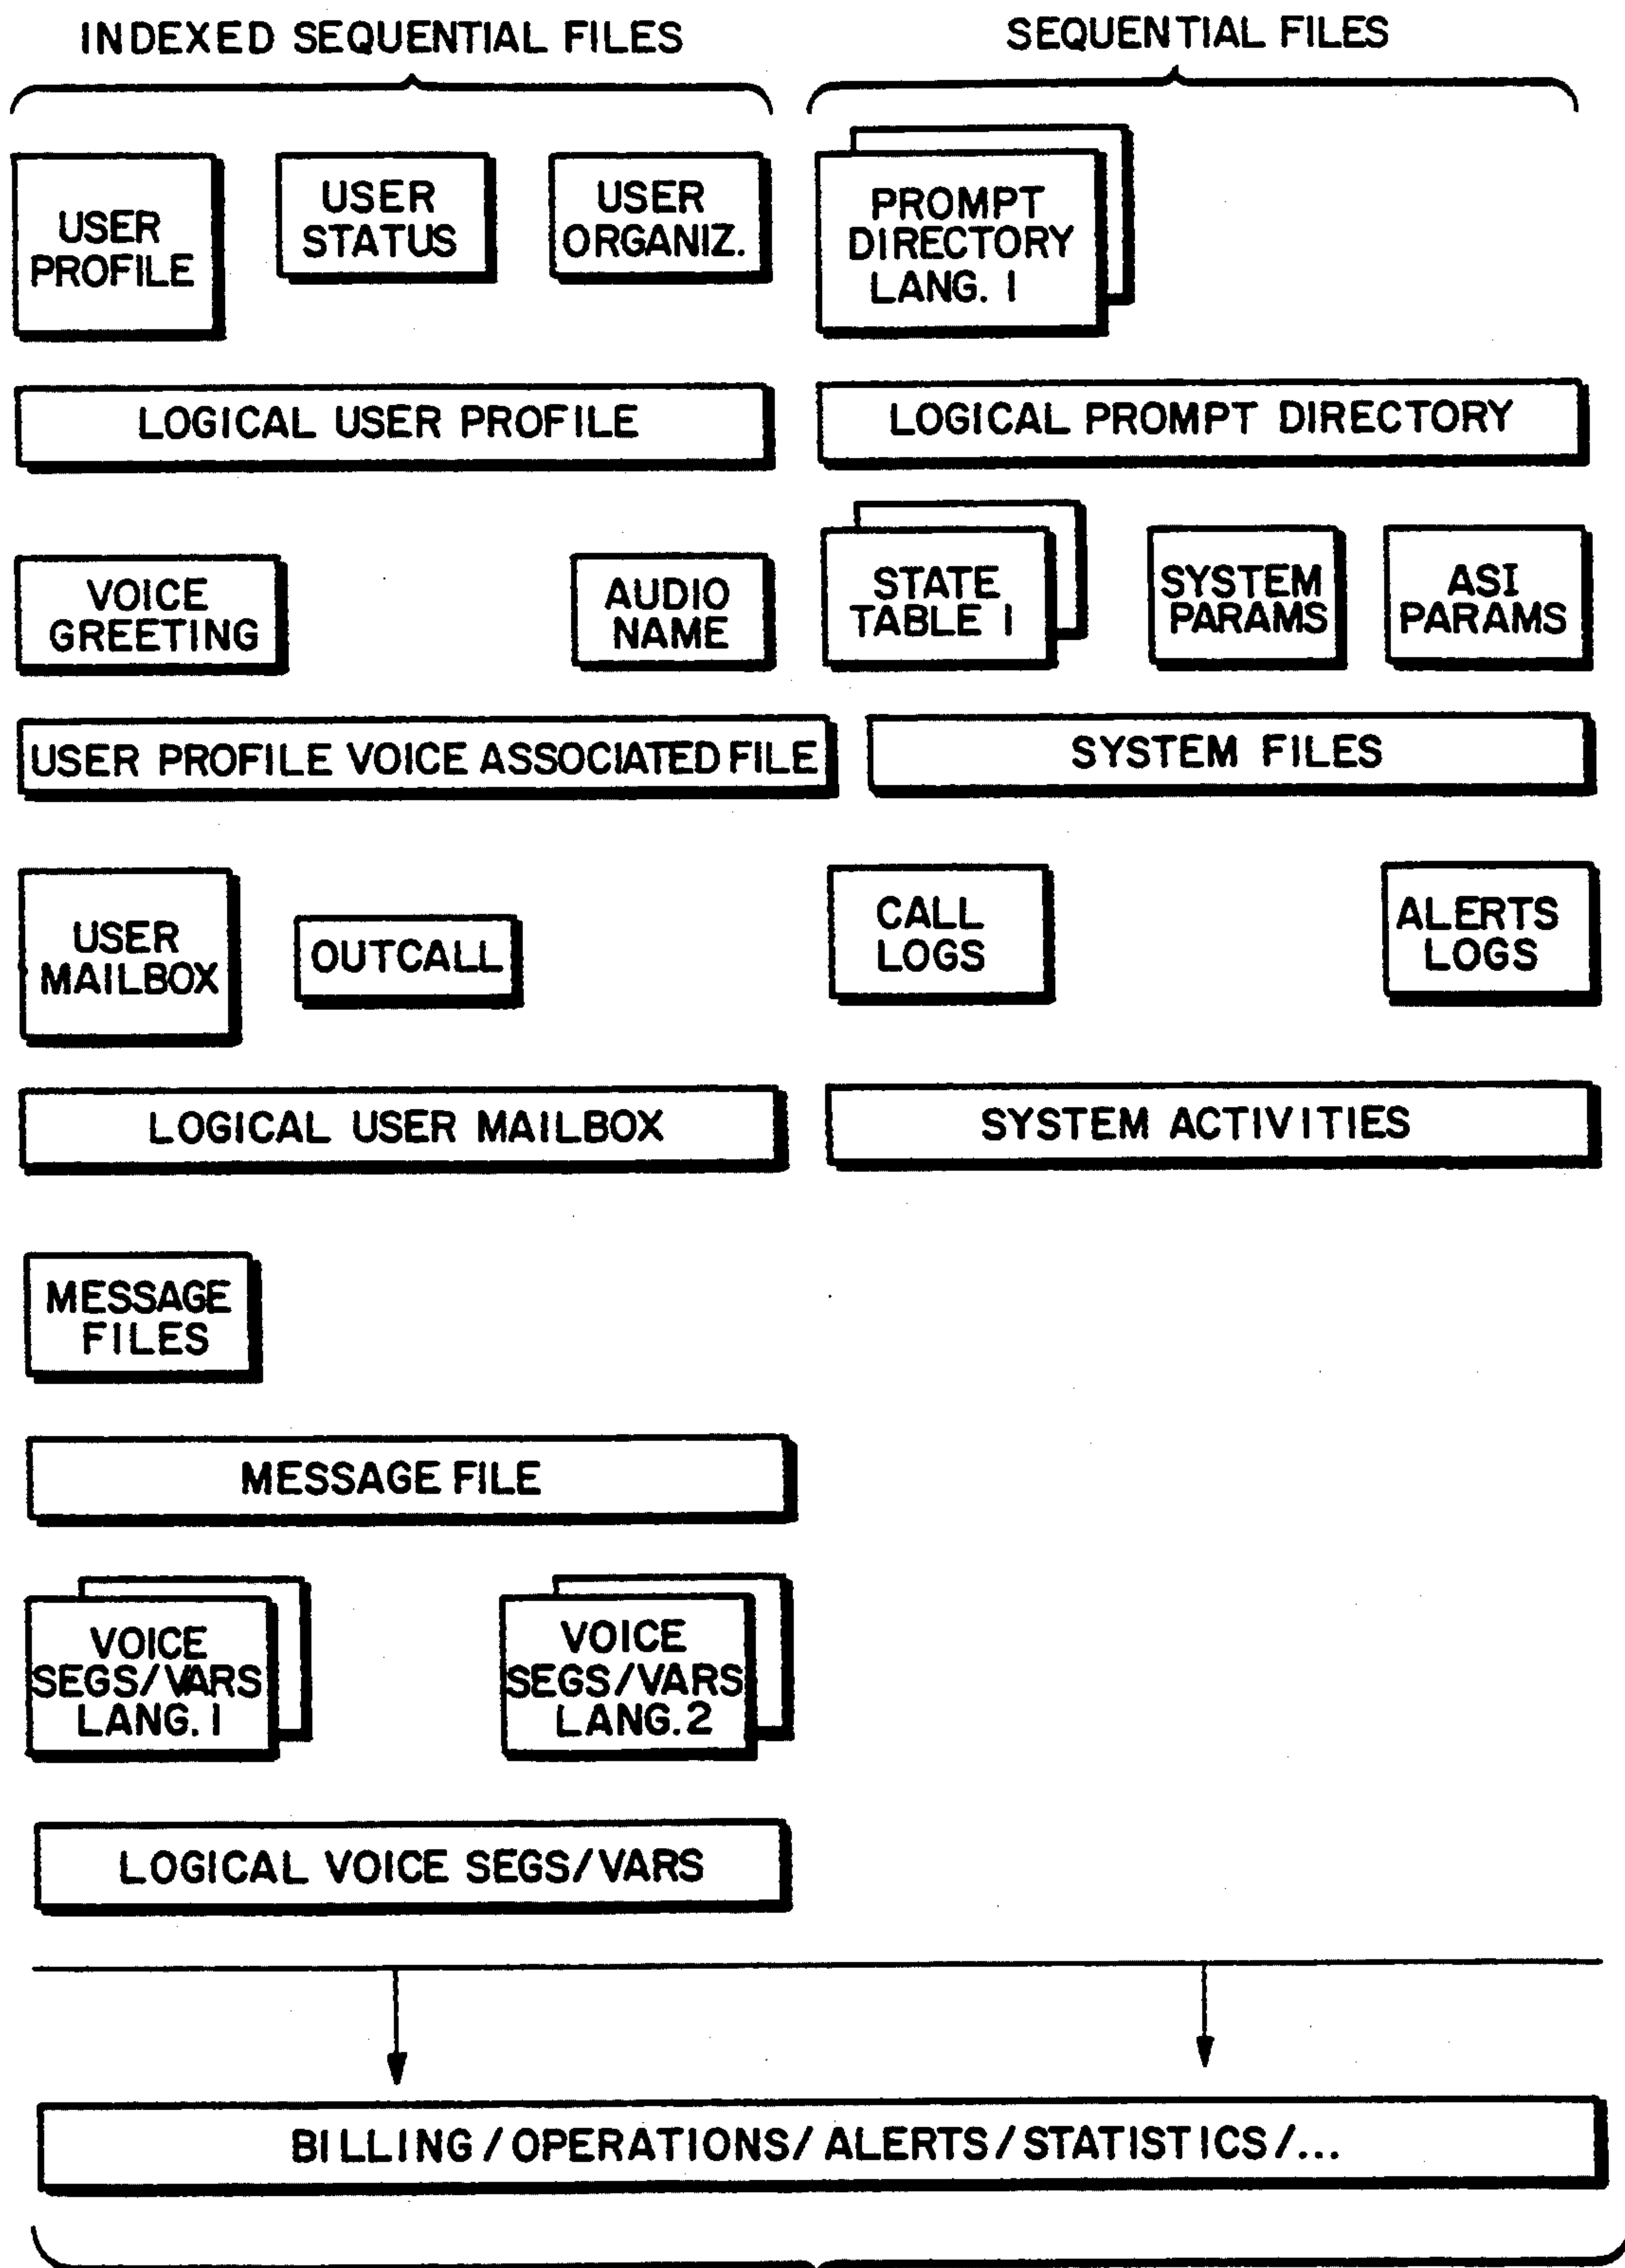 INDEXED SEQUENTIAL FILES
SEQUENTIAL FILES
USER
PROFILE
USER
STATUS
USER
ORGANIZ.
PROMPT
DIRECTORY
LANG. 1
LOGICAL USER PROFILE
LOGICAL PROMPT DIRECTORY
VOICE
GREETING
AUDIO
NAME
STATE
TABLE 1
SYSTEM
PARAMS
ASI
PARAMS
USER PROFILE VOICE ASSOCIATED FILE
SYSTEM FILES
USER
MAILBOX
OUTCALL
CALL
LOGS
ALERTS
LOGS
LOGICAL USER MAILBOX
SYSTEM ACTIVITIES
MESSAGE
FILES
MESSAGE FILE
VOICE
SEGS/VARS
LANG. 1
VOICE
SEGS/VARS
LANG. 2
LOGICAL VOICE SEGS/VARS
BILLING/OPERATIONS/ALERTS/STATISTICS/...